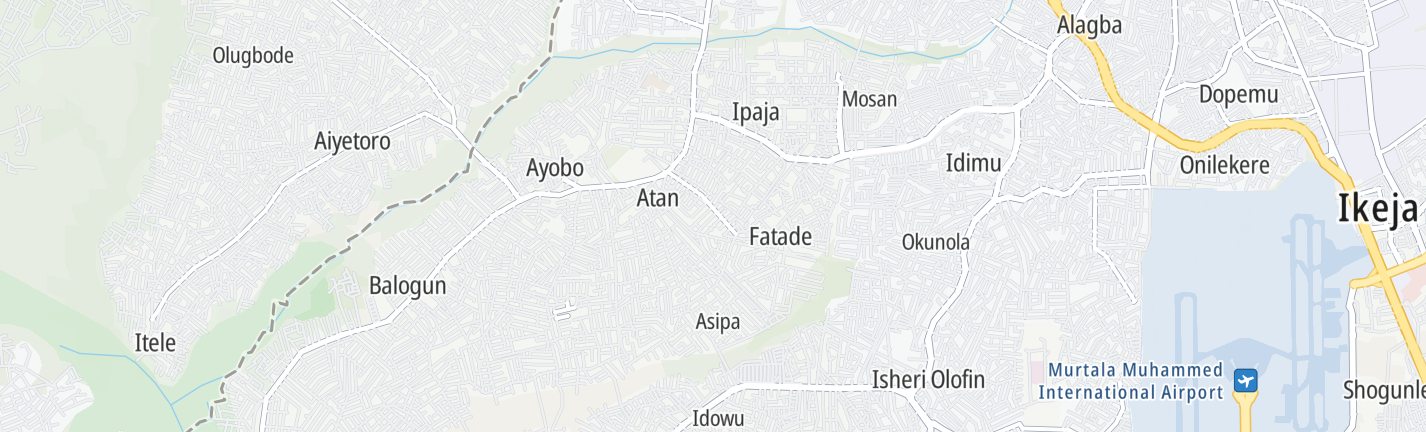 Alagba
Olugbode
Dopemu
Mosan
Ipaja
Aiyetoro
Idimu
Onilekere
Ayobo
Atan
Ikeja
Fatade
Okunola
Balogun
Asipa
Itele
Murtala Muhammed
International Airport
Isheri Olofin
Shogunle
Idowu